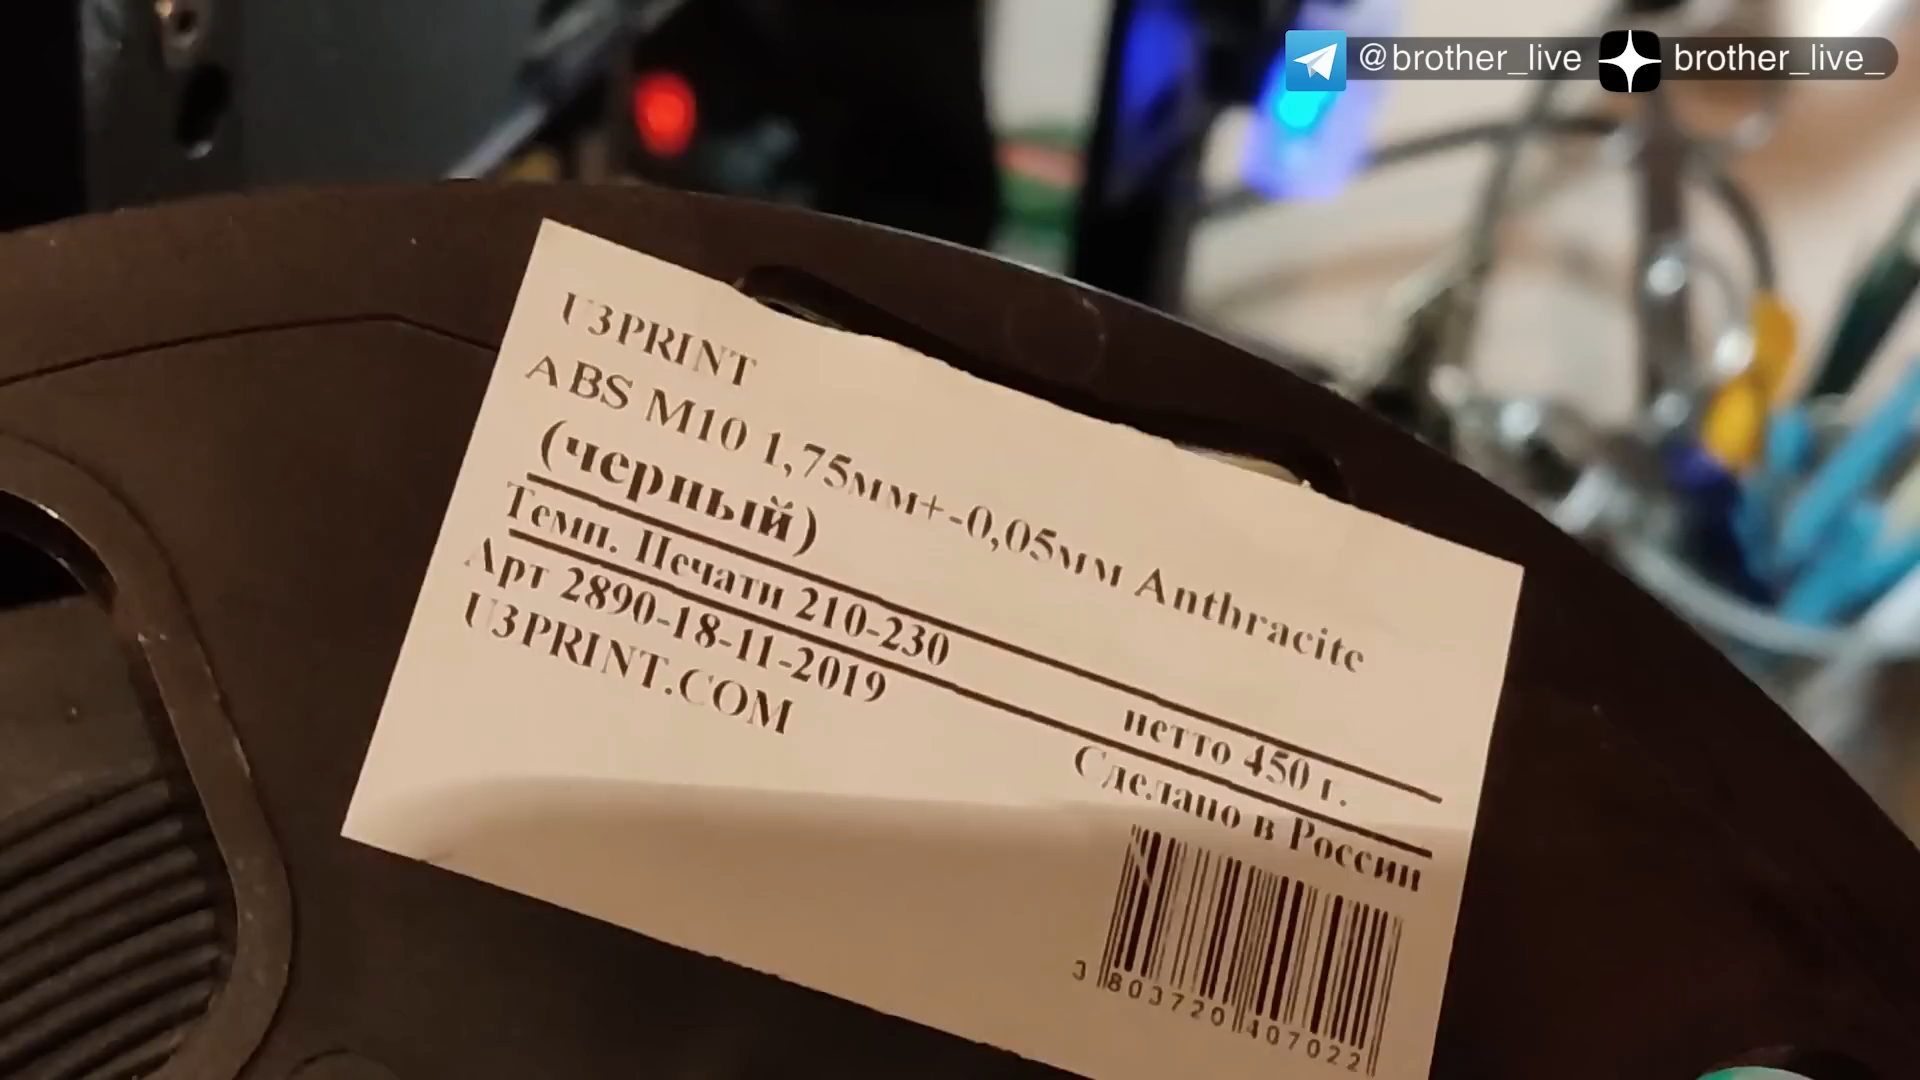 @brother_live brother_live_
U3PRINT
ABS M10 1,75мм+-0,05мм Anthracite
(черный)
Темп. Печати 210-230
нетто 450 г.
Арт 2890-18-11-2019
Сделано в России
U3PRINT.COM
3 803720 407022